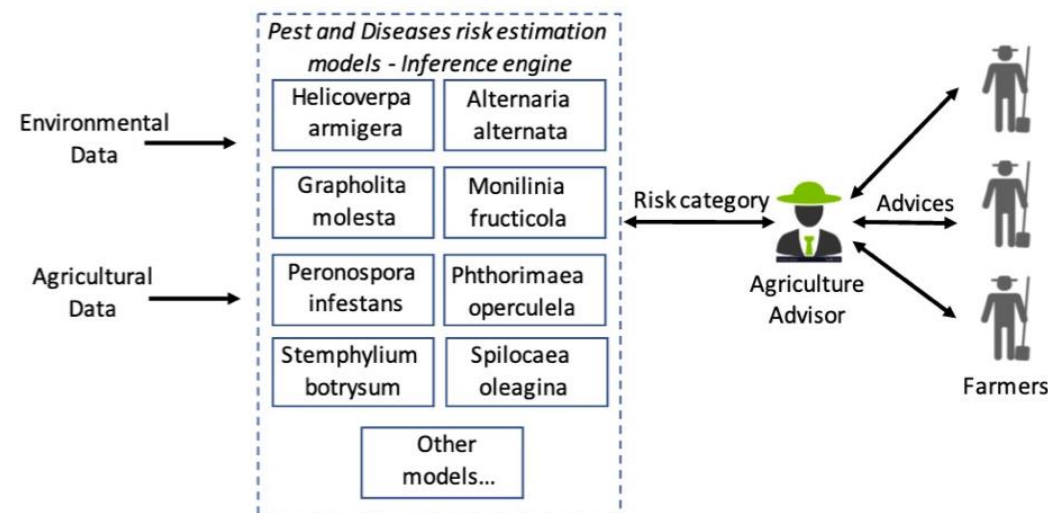 Pest and Diseases risk estimation
models - Inference engine
Environmental
Data
Agricultural
Data
Helicoverpa
armigera
Alternaria
alternata
Grapholita
molesta
Monilinia
fructicola
Peronospora
infestans
Phthorimaea
operculela
Stemphylium
botrysum
Spilocaea
oleagina
Other
models...
Risk category
Agriculture
Advisor
Advices
Farmers